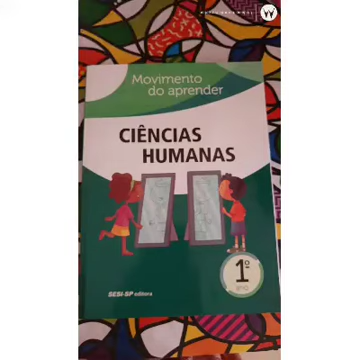 Movimento
do aprender
CIÊNCIAS
HUMANAS
1º
ano
SESI-SP editora